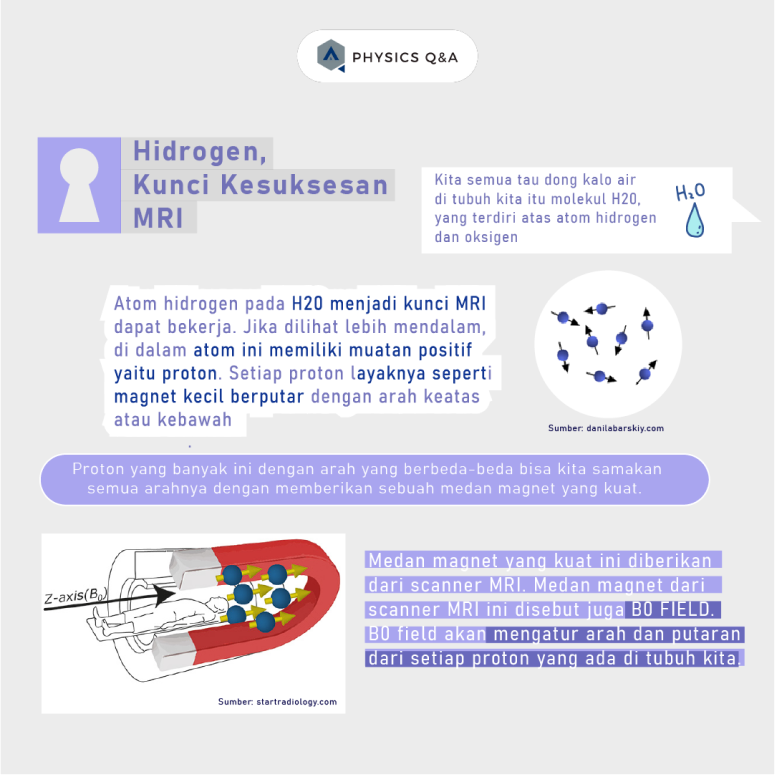 PHYSICS Q&A
Hidrogen,
Kunci Kesuksesan
MRI
Kita semua tau dong kalo air
di tubuh kita itu molekul H20,
yang terdiri atas atom hidrogen
dan oksigen
H₂O
Atom hidrogen pada H20 menjadi kunci MRI
dapat bekerja. Jika dilihat lebih mendalam,
di dalam atom ini memiliki muatan positif
yaitu proton. Setiap proton layaknya seperti
magnet kecil berputar dengan arah keatas
atau kebawah
Sumber: danilabarskiy.com
Proton yang banyak ini dengan arah yang berbeda-beda bisa kita samakan
semua arahnya dengan memberikan sebuah medan magnet yang kuat.
Z-axis(B₀)
Sumber: startradiology.com
Medan magnet yang kuat ini diberikan
dari scanner MRI. Medan magnet dari
scanner MRI ini disebut juga B0 FIELD.
B0 field akan mengatur arah dan putaran
dari setiap proton yang ada di tubuh kita.